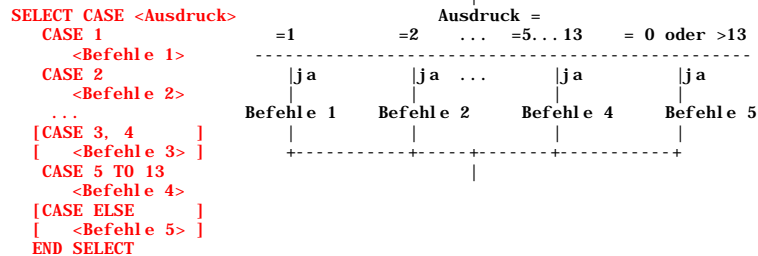 SELECT CASE <Ausdruck>                    Ausdruck =
   CASE 1                 =1          =2    ...  =5...13    = 0 oder >13
      <Befehle 1>       ------------------------------------------------
   CASE 2                  |ja         |ja  ...      |ja         |ja
      <Befehle 2>          |           |             |           |
    ...                Befehle 1   Befehle 2     Befehle 4     Befehle 5
  [CASE 3, 4      ]        |           |             |           |
  [   <Befehle 3> ]        +-----------+-----+-------+-----------+
   CASE 5 TO 13                              |
      <Befehle 4>
  [CASE ELSE      ]
  [   <Befehle 5> ]
  END SELECT